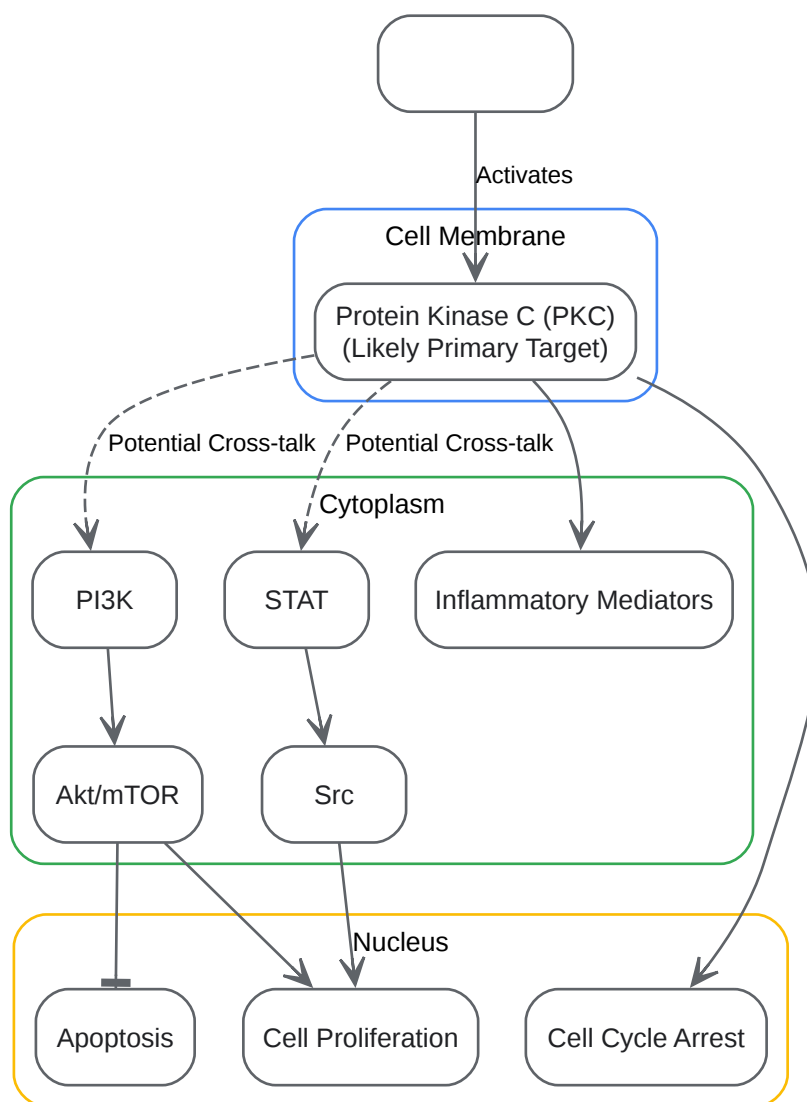 Activates
Cell Membrane
Protein Kinase C (PKC)
(Likely Primary Target)
Potential Cross-talk
Potential Cross-talk
Cytoplasm
PI3K
STAT
Inflammatory Mediators
Akt/mTOR
Src
Nucleus
Apoptosis
Cell Proliferation
Cell Cycle Arrest